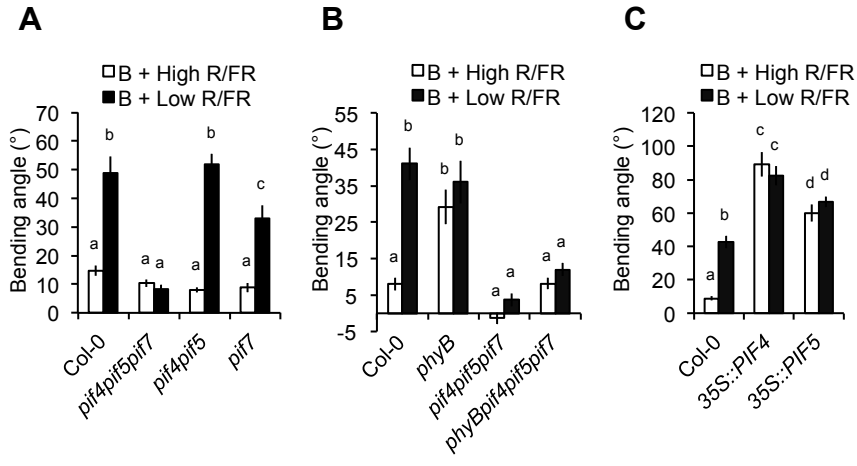 A
B + High R/FR
B + Low R/FR
Bending angle (°)
70
60
50
40
30
20
10
0
a
b
a
a
a
b
a
c
Col-0
pif4pif5pif7
pif4pif5
pif7
B
B + High R/FR
B + Low R/FR
Bending angle (°)
55
45
35
25
15
5
-5
a
b
b
b
a
a
a
a
Col-0
phyB
pif4pif5pif7
phyBpif4pif5pif7
C
B + High R/FR
B + Low R/FR
Bending angle (°)
120
100
80
60
40
20
0
a
b
c
c
d
d
Col-0
35S::PIF4
35S::PIF5